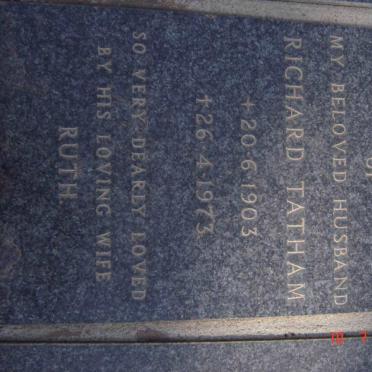 MY BELOVED HUSBAND
RICHARD TATHAM
+20·6·1903
+26·4·1973
SO VERY DEARLY LOVED
BY HIS LOVING WIFE
RUTH.